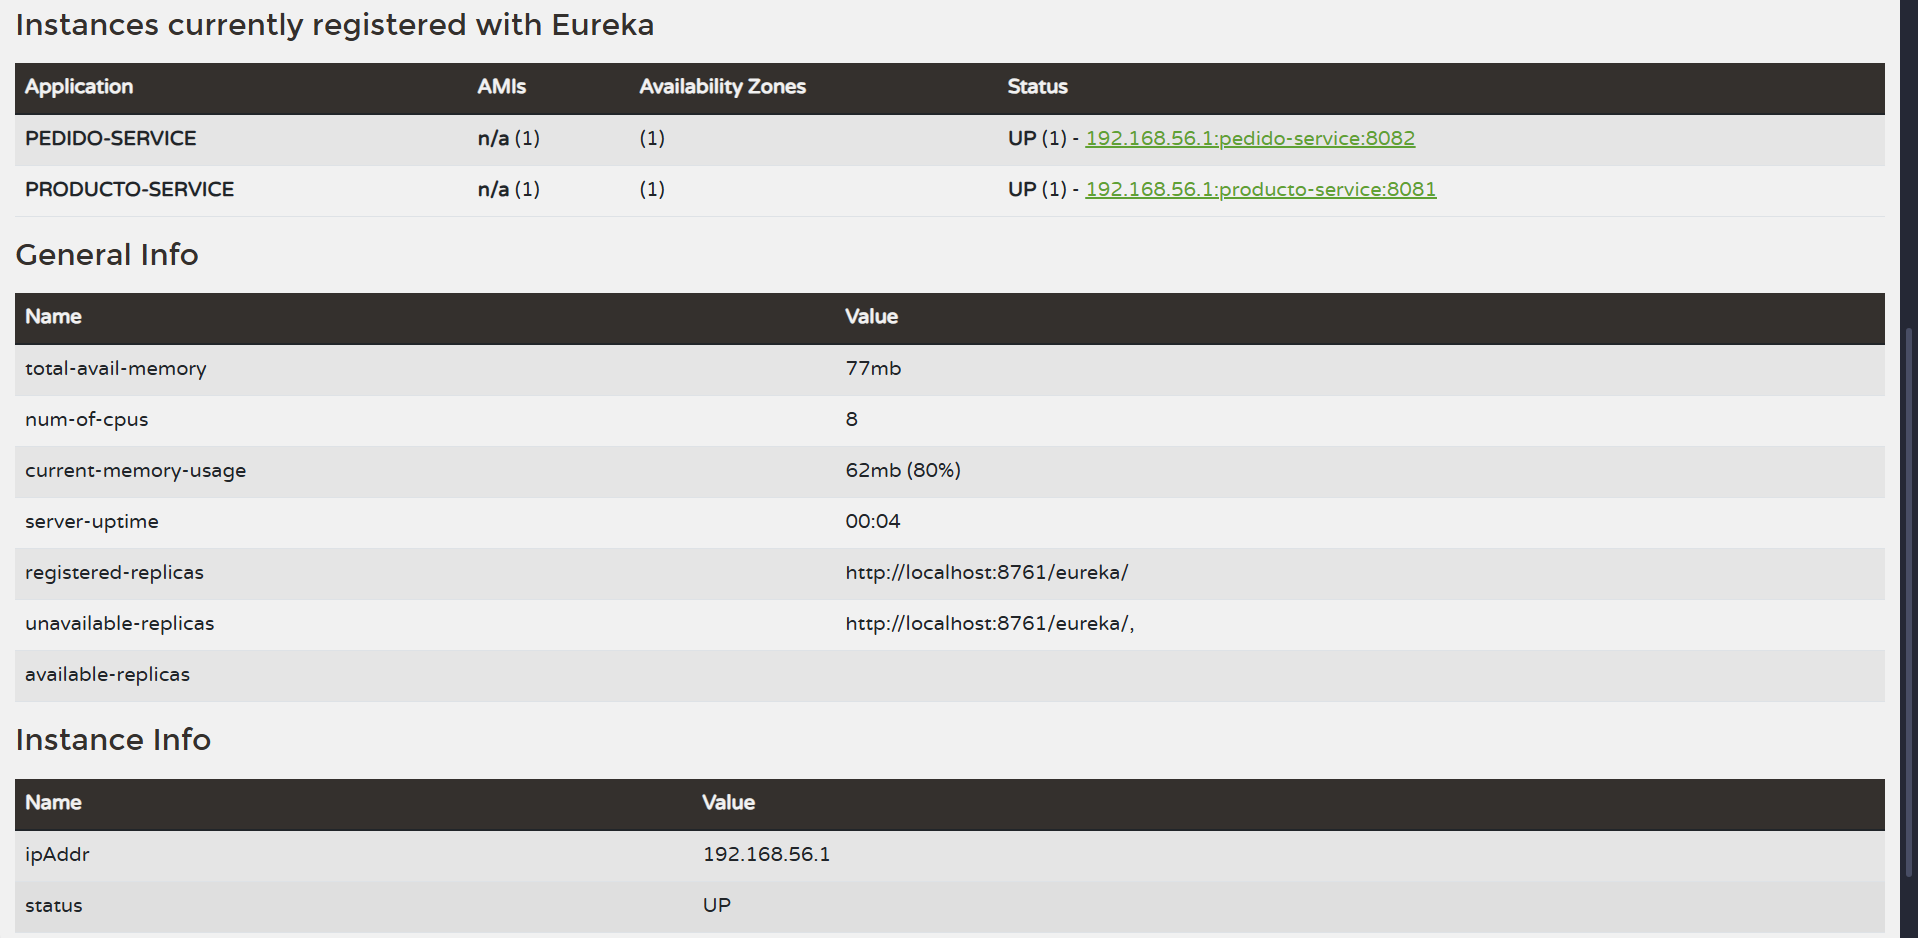 Instances currently registered with Eureka
Application AMIs Availability Zones Status
PEDIDO-SERVICE n/a (1) (1) UP (1) - 192.168.56.1:pedido-service:8082
PRODUCTO-SERVICE n/a (1) (1) UP (1) - 192.168.56.1:producto-service:8081
General Info
Name Value
total-avail-memory 77mb
num-of-cpus 8
current-memory-usage 62mb (80%)
server-uptime 00:04
registered-replicas http://localhost:8761/eureka/
unavailable-replicas http://localhost:8761/eureka/,
available-replicas
Instance Info
Name Value
ipAddr 192.168.56.1
status UP